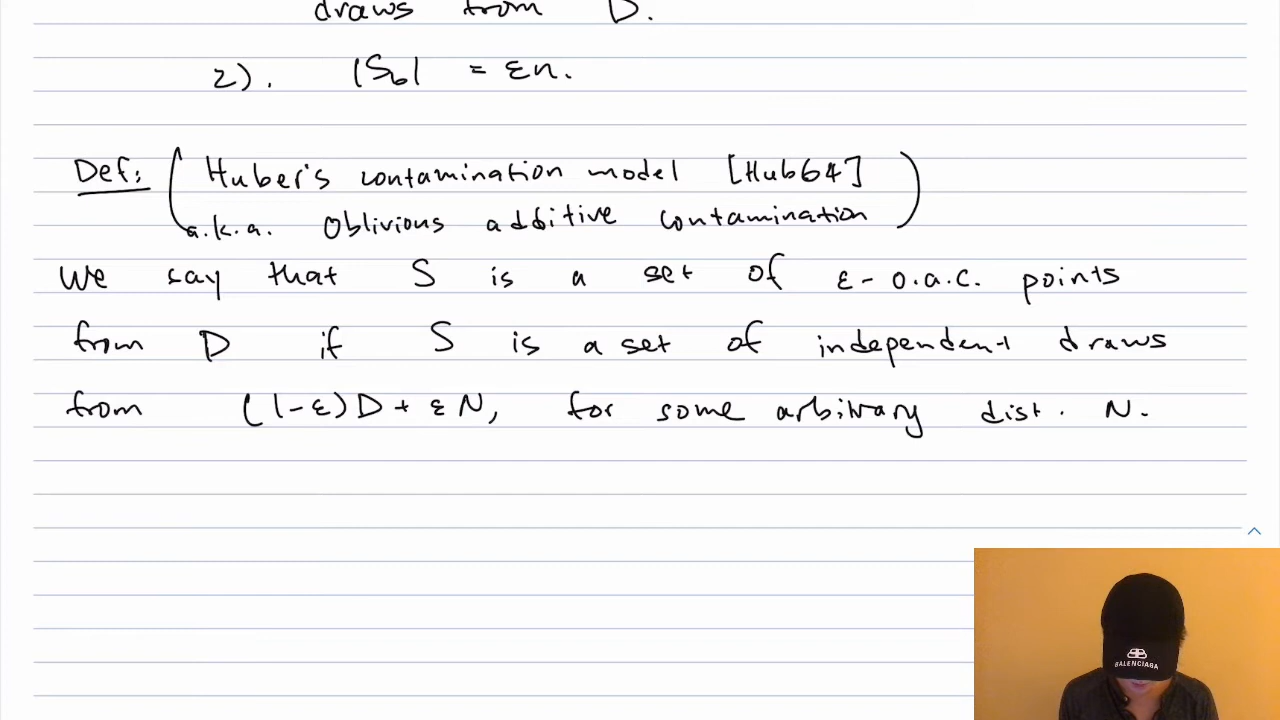 draws from D.
2). |S_b| = εn.
Def: (Huber's contamination model [Hub64]
a.k.a. Oblivious additive contamination)
We say that S is a set of ε-o.a.c. points
from D if S is a set of independent draws
from (1-ε)D + εN, for some arbitrary dist. N.
BALENCIAGA